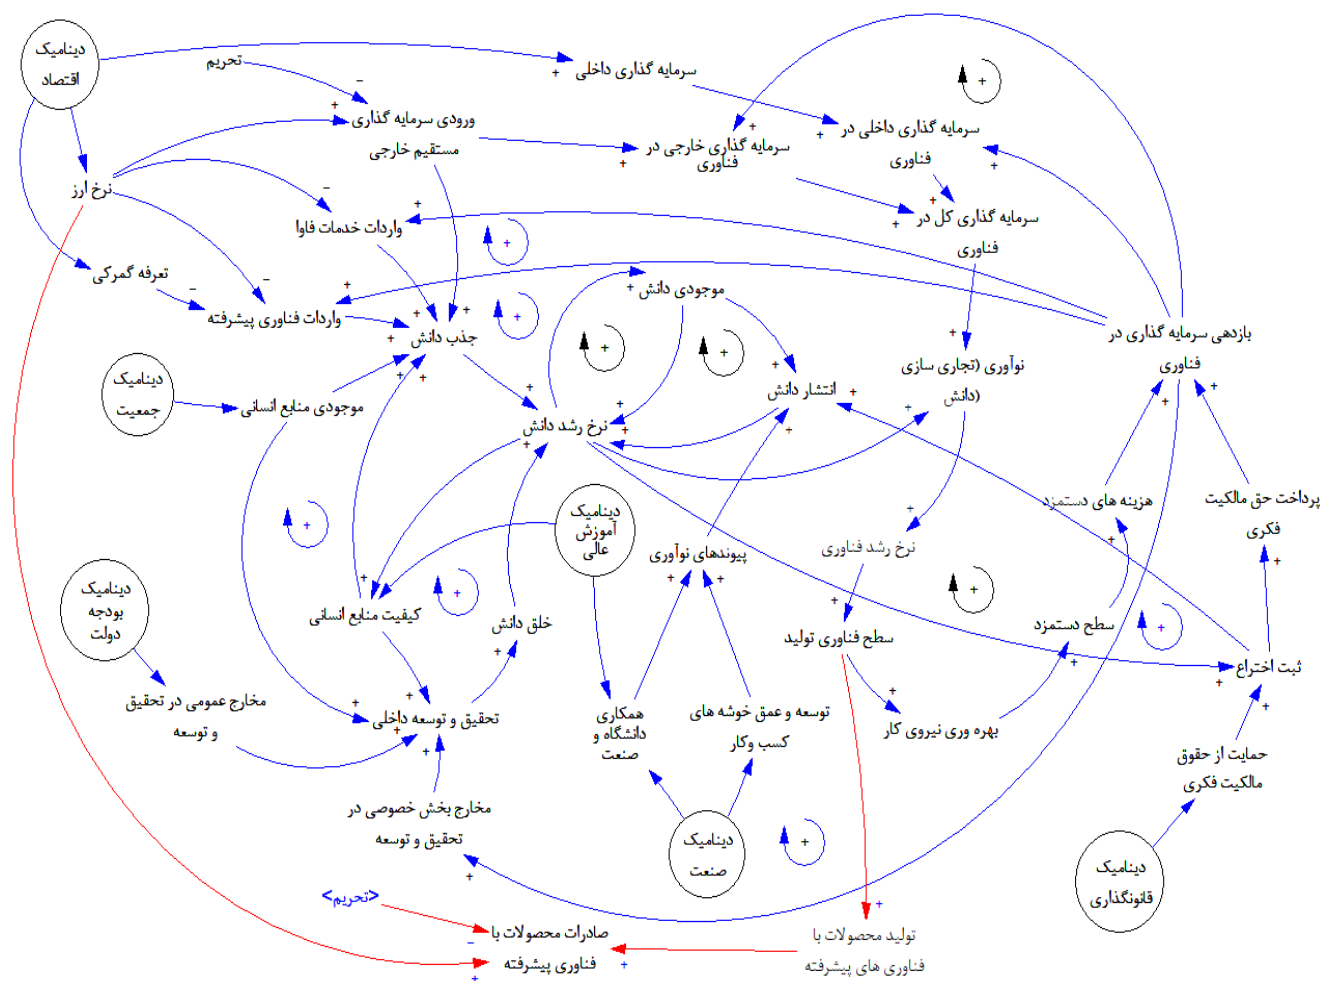 دینامیک
اقتصاد
تحریم
سرمایه گذاری داخلی
ورودی سرمایه گذاری
مستقیم خارجی
سرمایه گذاری خارجی در
فناوری
سرمایه گذاری داخلی در
فناوری
نرخ ارز
واردات خدمات فاوا
سرمایه گذاری کل در
فناوری
تعرفه گمرکی
موجودی دانش
واردات فناوری پیشرفته
جذب دانش
بازدهی سرمایه گذاری در
فناوری
نوآوری (تجاری سازی
دانش)
دینامیک
جمعیت
موجودی منابع انسانی
انتشار دانش
نرخ رشد دانش
هزینه های دستمزد
پرداخت حق مالکیت
فکری
دینامیک
آموزش
عالی
پیوندهای نوآوری
نرخ رشد فناوری
دینامیک
بودجه
دولت
کیفیت منابع انسانی
خلق دانش
سطح فناوری تولید
سطح دستمزد
ثبت اختراع
مخارج عمومی در تحقیق
و توسعه
تحقیق و توسعه داخلی
همکاری
دانشگاه و
صنعت
توسعه و عمق خوشه های
کسب وکار
بهره وری نیروی کار
حمایت از حقوق
مالکیت فکری
مخارج بخش خصوصی در
تحقیق و توسعه
دینامیک
صنعت
دینامیک
قانونگذاری
<تحریم>
صادرات محصولات با
فناوری پیشرفته
تولید محصولات با
فناوری های پیشرفته